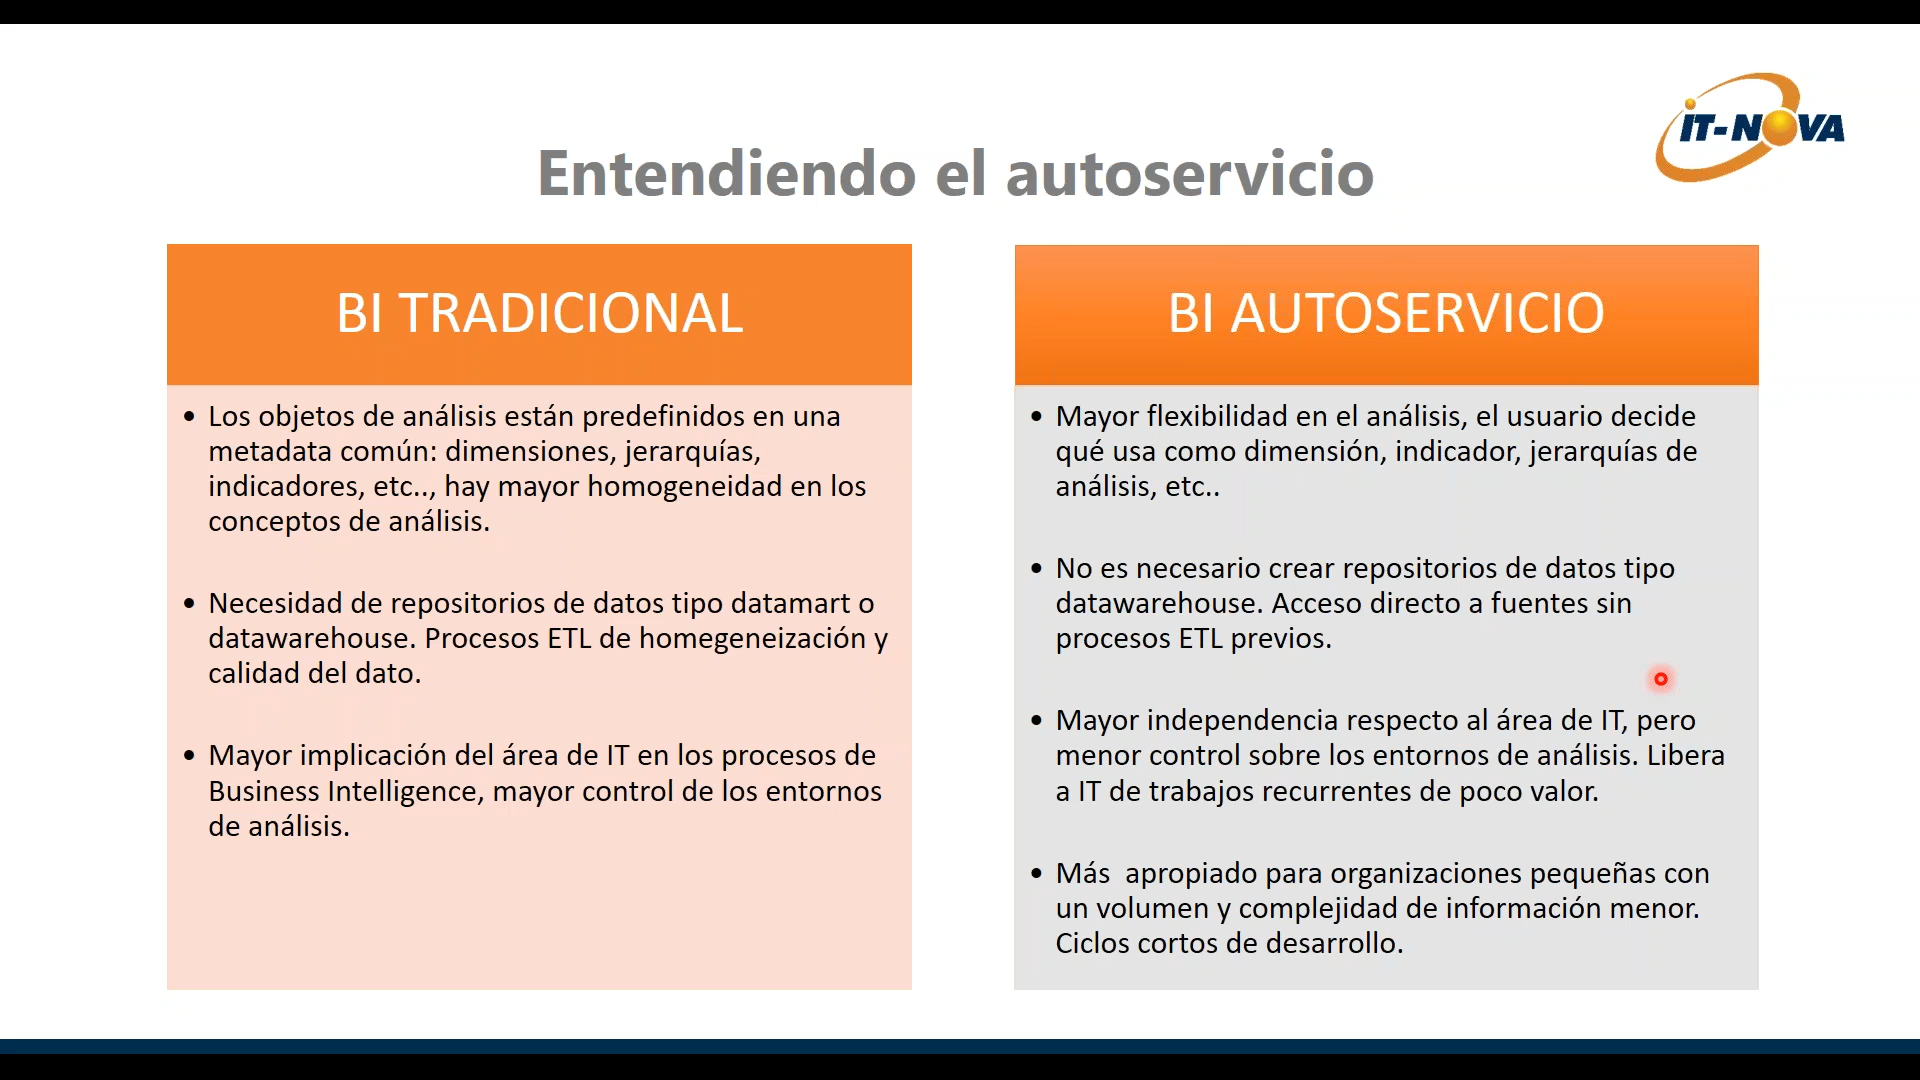 IT-NOVA
Entendiendo el autoservicio
BI TRADICIONAL
• Los objetos de análisis están predefinidos en una
metadata común: dimensiones, jerarquías,
indicadores, etc.., hay mayor homogeneidad en los
conceptos de análisis.
• Necesidad de repositorios de datos tipo datamart o
datawarehouse. Procesos ETL de homegeneización y
calidad del dato.
• Mayor implicación del área de IT en los procesos de
Business Intelligence, mayor control de los entornos
de análisis.
BI AUTOSERVICIO
• Mayor flexibilidad en el análisis, el usuario decide
qué usa como dimensión, indicador, jerarquías de
análisis, etc..
• No es necesario crear repositorios de datos tipo
datawarehouse. Acceso directo a fuentes sin
procesos ETL previos.
• Mayor independencia respecto al área de IT, pero
menor control sobre los entornos de análisis. Libera
a IT de trabajos recurrentes de poco valor.
• Más  apropiado para organizaciones pequeñas con
un volumen y complejidad de información menor.
Ciclos cortos de desarrollo.